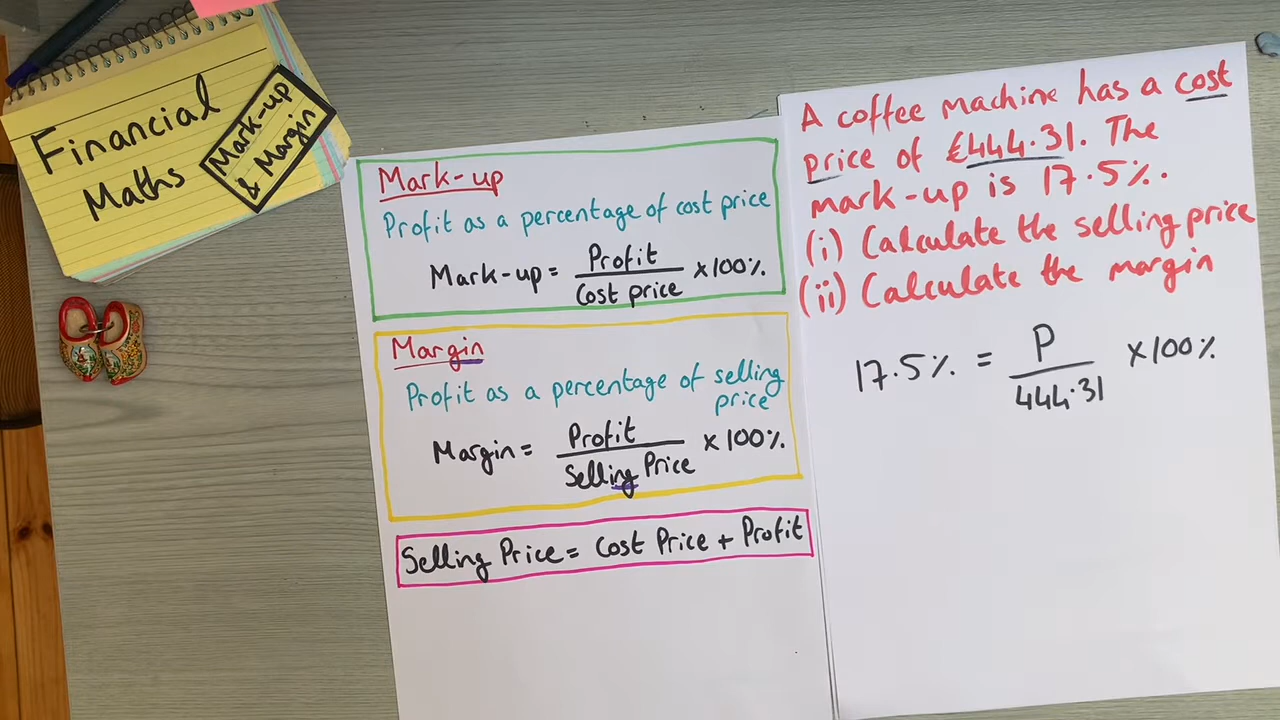 Financial
Maths
Mark-up
& Margin
Mark-up
Profit as a percentage of cost price
Mark-up = Profit / Cost price × 100%
Margin
Profit as a percentage of selling
price
Margin = Profit / Selling Price × 100%
Selling Price = Cost Price + Profit
A coffee machine has a cost
price of £444.31. The
mark-up is 17.5%.
(i) Calculate the selling price
(ii) Calculate the margin
17.5% = P / 444.31 × 100%